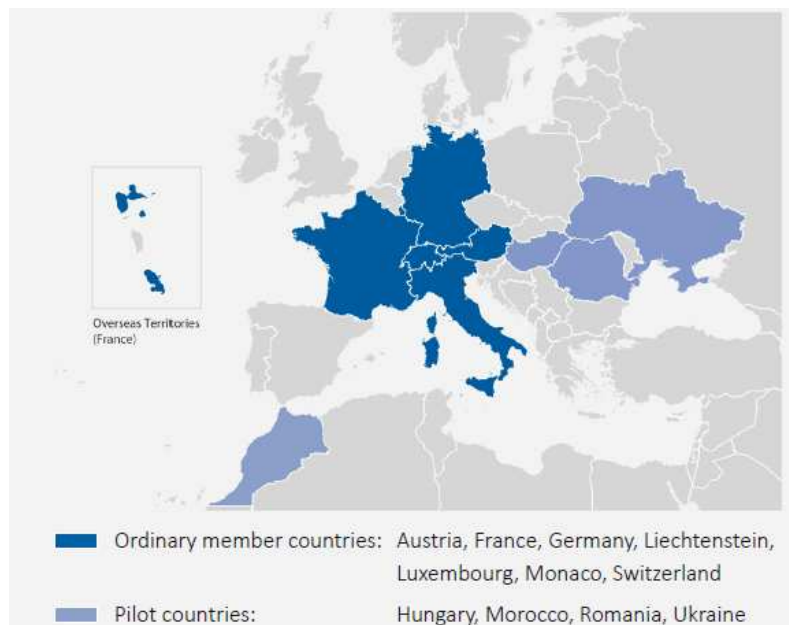 Overseas Territories
(France)
Ordinary member countries: Austria, France, Germany, Liechtenstein,
Luxembourg, Monaco, Switzerland
Pilot countries: Hungary, Morocco, Romania, Ukraine